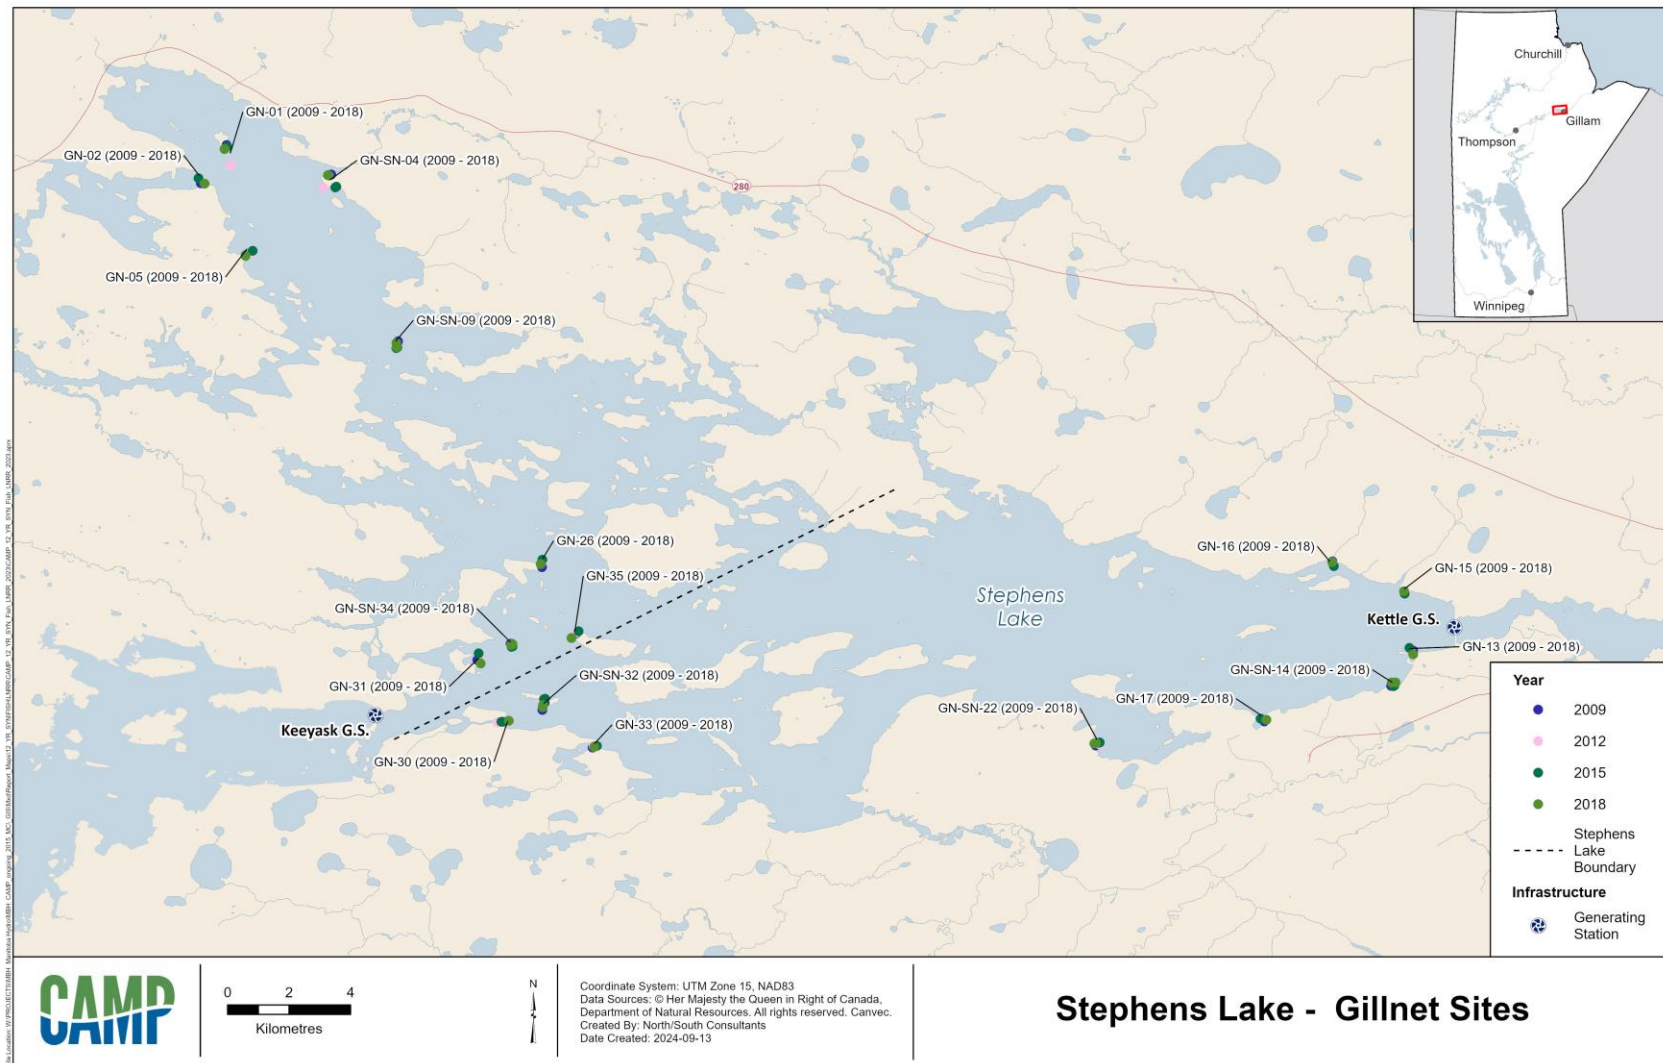 Churchill
Gillam
Thompson
Winnipeg
GN-01 (2009 - 2018)
GN-02 (2009 - 2018)
GN-SN-04 (2009 - 2018)
280
GN-05 (2009 - 2018)
GN-SN-09 (2009 - 2018)
GN-26 (2009 - 2018)
GN-16 (2009 - 2018)
GN-35 (2009 - 2018)
GN-15 (2009 - 2018)
Stephens
Lake
GN-SN-34 (2009 - 2018)
Kettle G.S.
GN-13 (2009 - 2018)
GN-31 (2009 - 2018)
GN-SN-32 (2009 - 2018)
GN-SN-14 (2009 - 2018)
GN-17 (2009 - 2018)
GN-SN-22 (2009 - 2018)
Keeyask G.S.
GN-33 (2009 - 2018)
GN-30 (2009 - 2018)
Year
2009
2012
2015
2018
Stephens
Lake
Boundary
Infrastructure
Generating
Station
CAMP
0 2 4
Kilometres
N
Coordinate System: UTM Zone 15, NAD83
Data Sources: © Her Majesty the Queen in Right of Canada,
Department of Natural Resources. All rights reserved. Canvec.
Created By: North/South Consultants
Date Created: 2024-09-13
Stephens Lake - Gillnet Sites